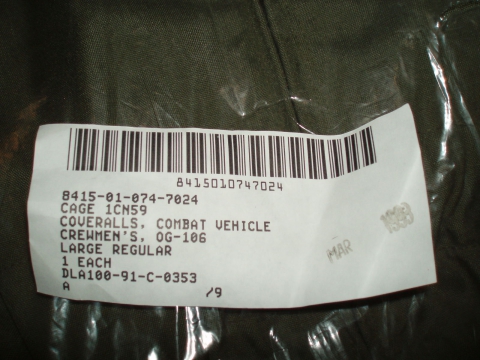 8415010747024
8415-01-074-7024
CAGE 1CN59
COVERALLS, COMBAT VEHICLE
CREWMEN'S, OG-106
LARGE REGULAR
1 EACH
DLA100-91-C-0353
A /9
MAR